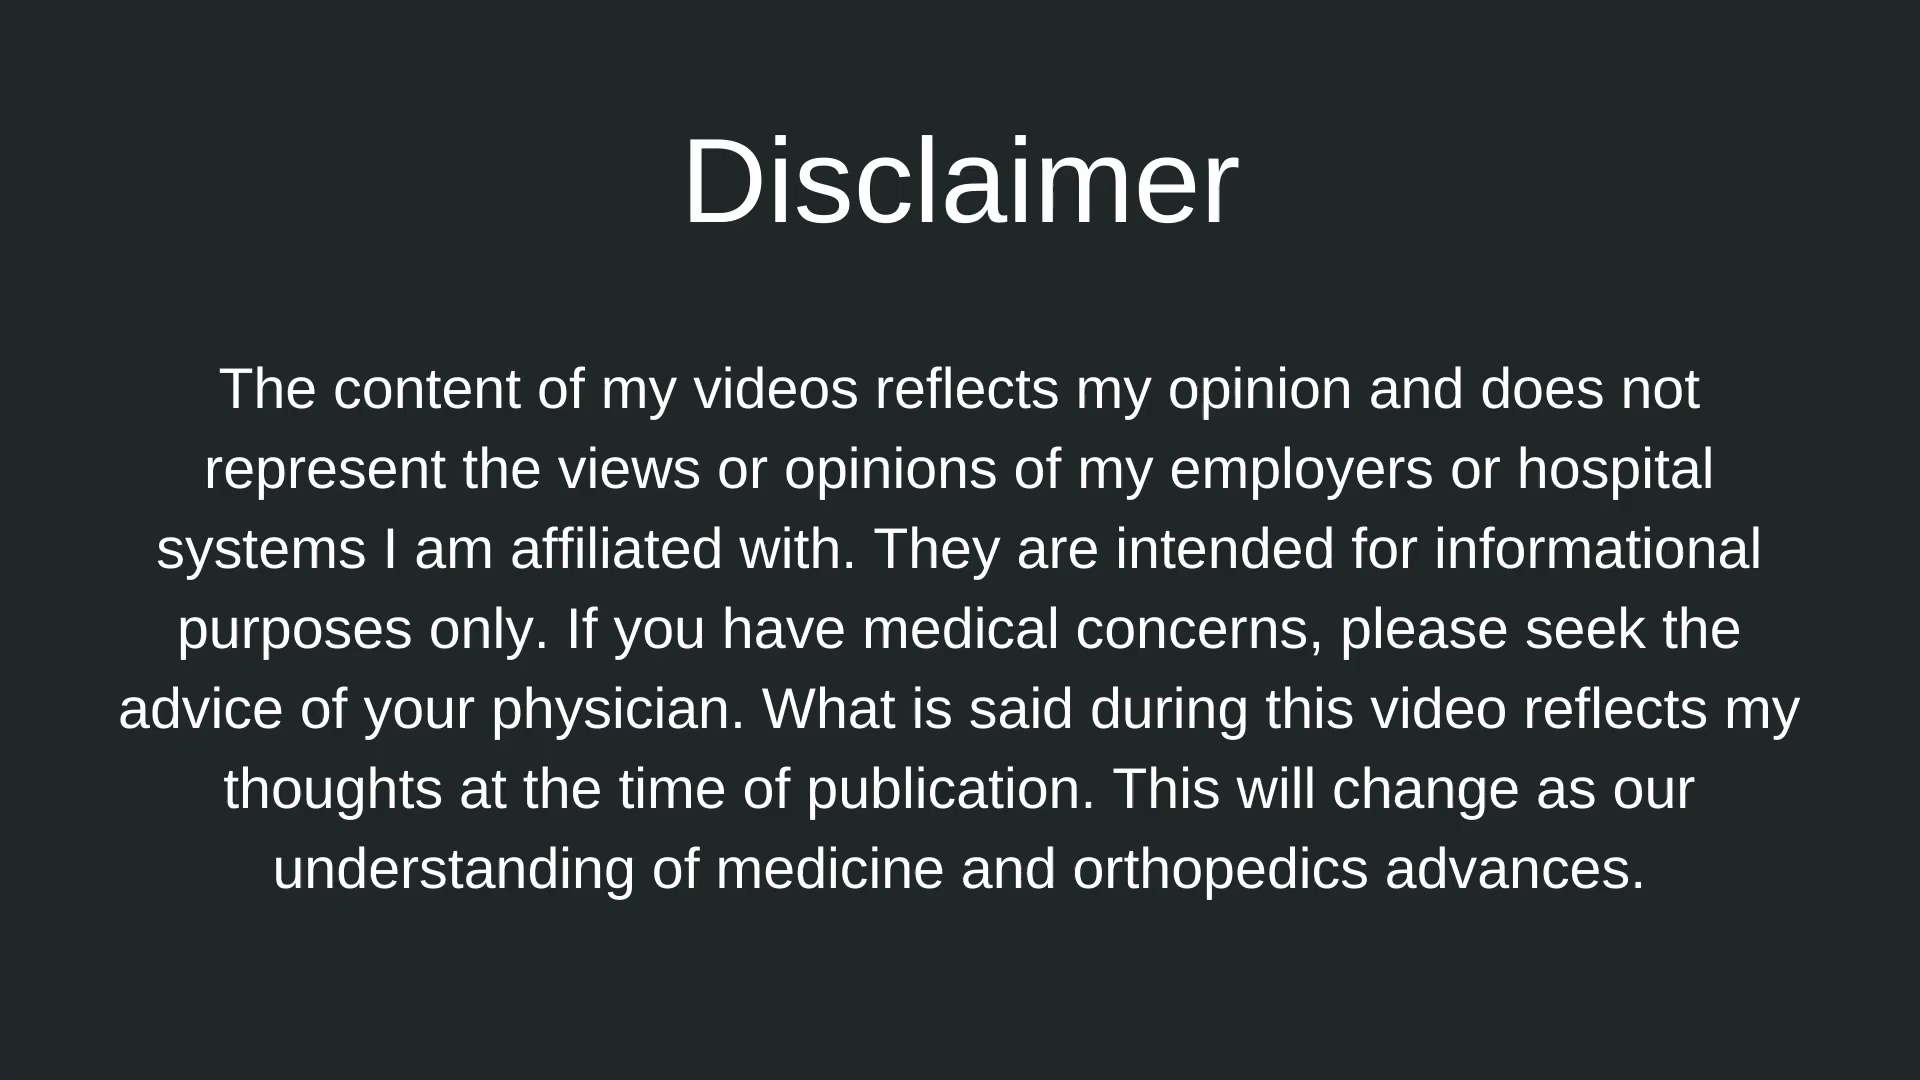 Disclaimer
The content of my videos reflects my opinion and does not
represent the views or opinions of my employers or hospital
systems I am affiliated with. They are intended for informational
purposes only. If you have medical concerns, please seek the
advice of your physician. What is said during this video reflects my
thoughts at the time of publication. This will change as our
understanding of medicine and orthopedics advances.